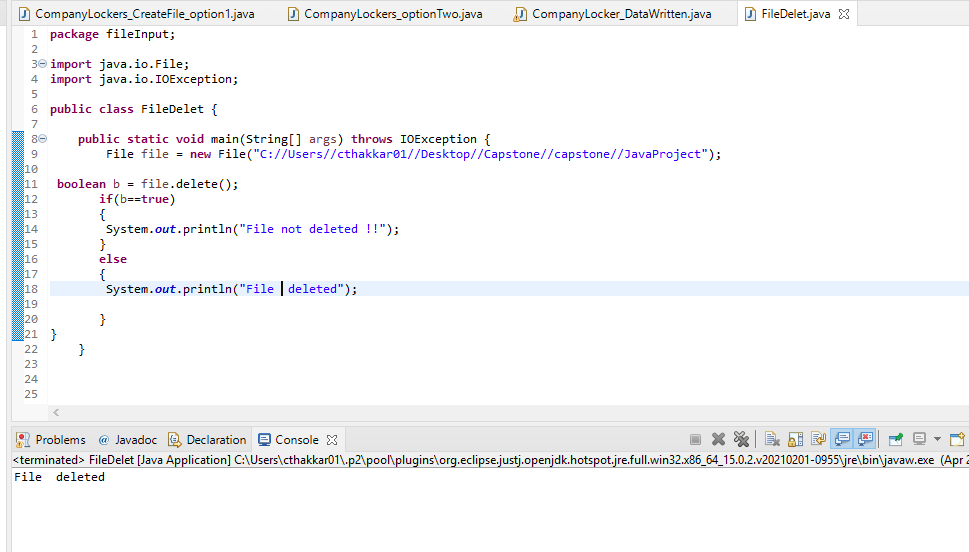 CompanyLockers_CreateFile_option1.java CompanyLockers_optionTwo.java CompanyLocker_DataWritten.java FileDelet.java
1 package fileInput;
2
3 import java.io.File;
4 import java.io.IOException;
5
6 public class FileDelet {
7
8 public static void main(String[] args) throws IOException {
9 File file = new File("C://Users//cthakkar01//Desktop//Capstone//capstone//JavaProject");
10
11 boolean b = file.delete();
12 if(b==true)
13 {
14 System.out.println("File not deleted !!");
15 }
16 else
17 {
18 System.out.println("File  deleted");
19
20 }
21 }
22 }
23
24
25
Problems @ Javadoc Declaration Console
<terminated> FileDelet [Java Application] C:\Users\cthakkar01\.p2\pool\plugins\org.eclipse.justj.openjdk.hotspot.jre.full.win32.x86_64_15.0.2.v20210201-0955\jre\bin\javaw.exe (Apr 2
File  deleted